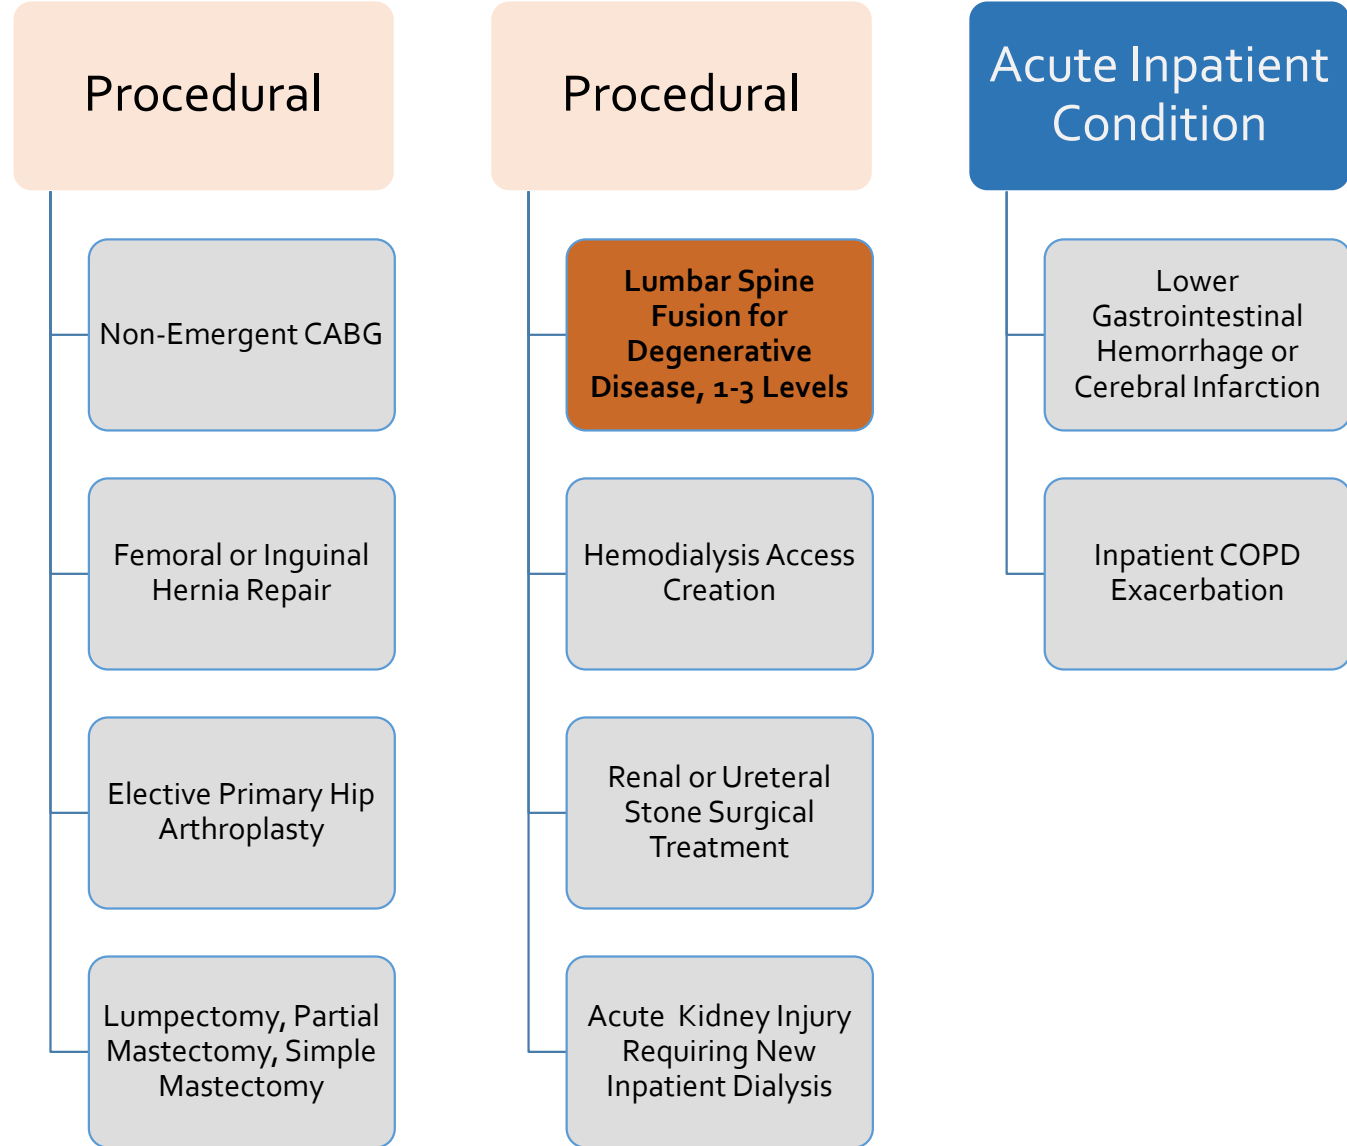 Procedural
Non-Emergent CABG
Femoral or Inguinal
Hernia Repair
Elective Primary Hip
Arthroplasty
Lumpectomy, Partial
Mastectomy, Simple
Mastectomy
Procedural
Lumbar Spine
Fusion for
Degenerative
Disease, 1-3 Levels
Hemodialysis Access
Creation
Renal or Ureteral
Stone Surgical
Treatment
Acute Kidney Injury
Requiring New
Inpatient Dialysis
Acute Inpatient
Condition
Lower
Gastrointestinal
Hemorrhage or
Cerebral Infarction
Inpatient COPD
Exacerbation